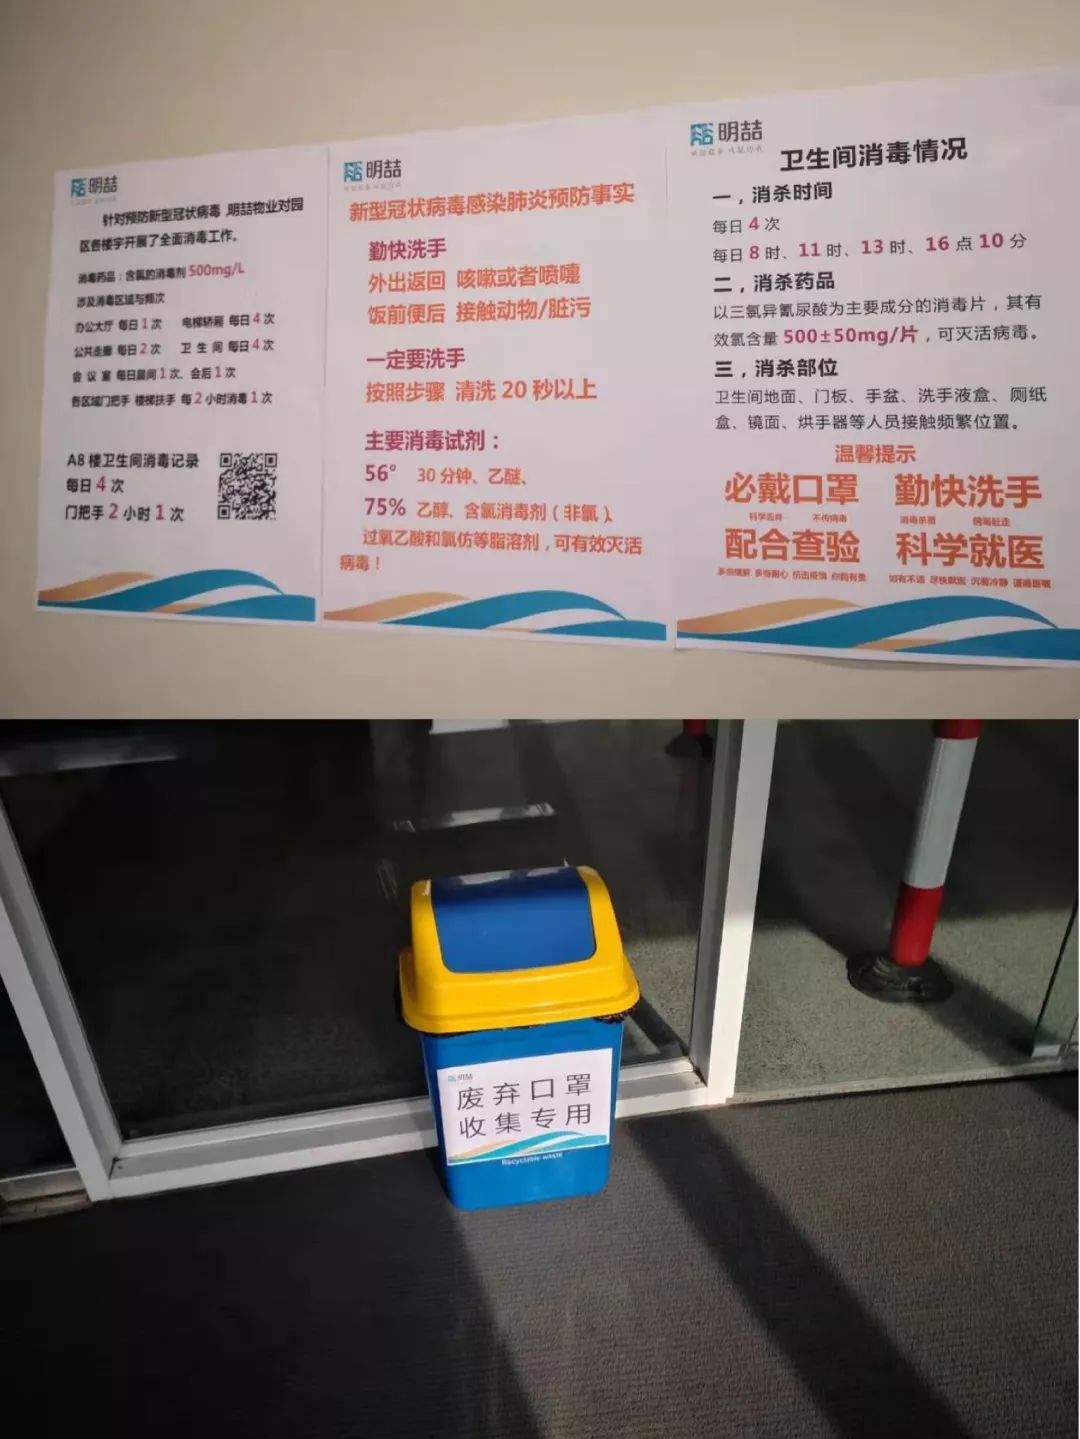 明喆
针对预防新型冠状病毒,明喆物业对园
区各楼宇开展了全面消毒工作。
消毒药品：含氯的消毒剂 500mg/L
涉及消毒区域与频次
办公大厅 每日 1 次 电梯轿厢 每日 4 次
公共走廊 每日 2 次 卫 生 间 每日 4 次
会 议 室 每日晨间 1 次、会后 1 次
各区域门把手 楼梯扶手 每 2 小时消毒 1 次
A8 楼卫生间消毒记录
每日 4 次
门把手 2 小时 1 次
明喆
新型冠状病毒感染肺炎预防事实
勤快洗手
外出返回 咳嗽或者喷嚏
饭前便后 接触动物/脏污
一定要洗手
按照步骤 清洗 20 秒以上
主要消毒试剂：
56° 30 分钟、乙醚、
75% 乙醇、含氯消毒剂（非氯）、
过氧乙酸和氯仿等脂溶剂，可有效灭活
病毒！
明喆
卫生间消毒情况
一，消杀时间
每日 4 次
每日 8 时、11 时、13 时、16 点 10 分
二，消杀药品
以三氯异氰尿酸为主要成分的消毒片，其有
效氯含量 500±50mg/片，可灭活病毒。
三，消杀部位
卫生间地面、门板、手盆、洗手液盒、厕纸
盒、镜面、烘手器等人员接触频繁位置。
温馨提示
必戴口罩 勤快洗手
科学丢弃 不传病毒 消毒杀菌 病毒赶走
配合查验 科学就医
多些理解 多些耐心 抗击疫情 你我有责 如有不适 尽快就医 沉着冷静 谨遵医嘱
明喆
废弃口罩
收集专用
Recyclable waste